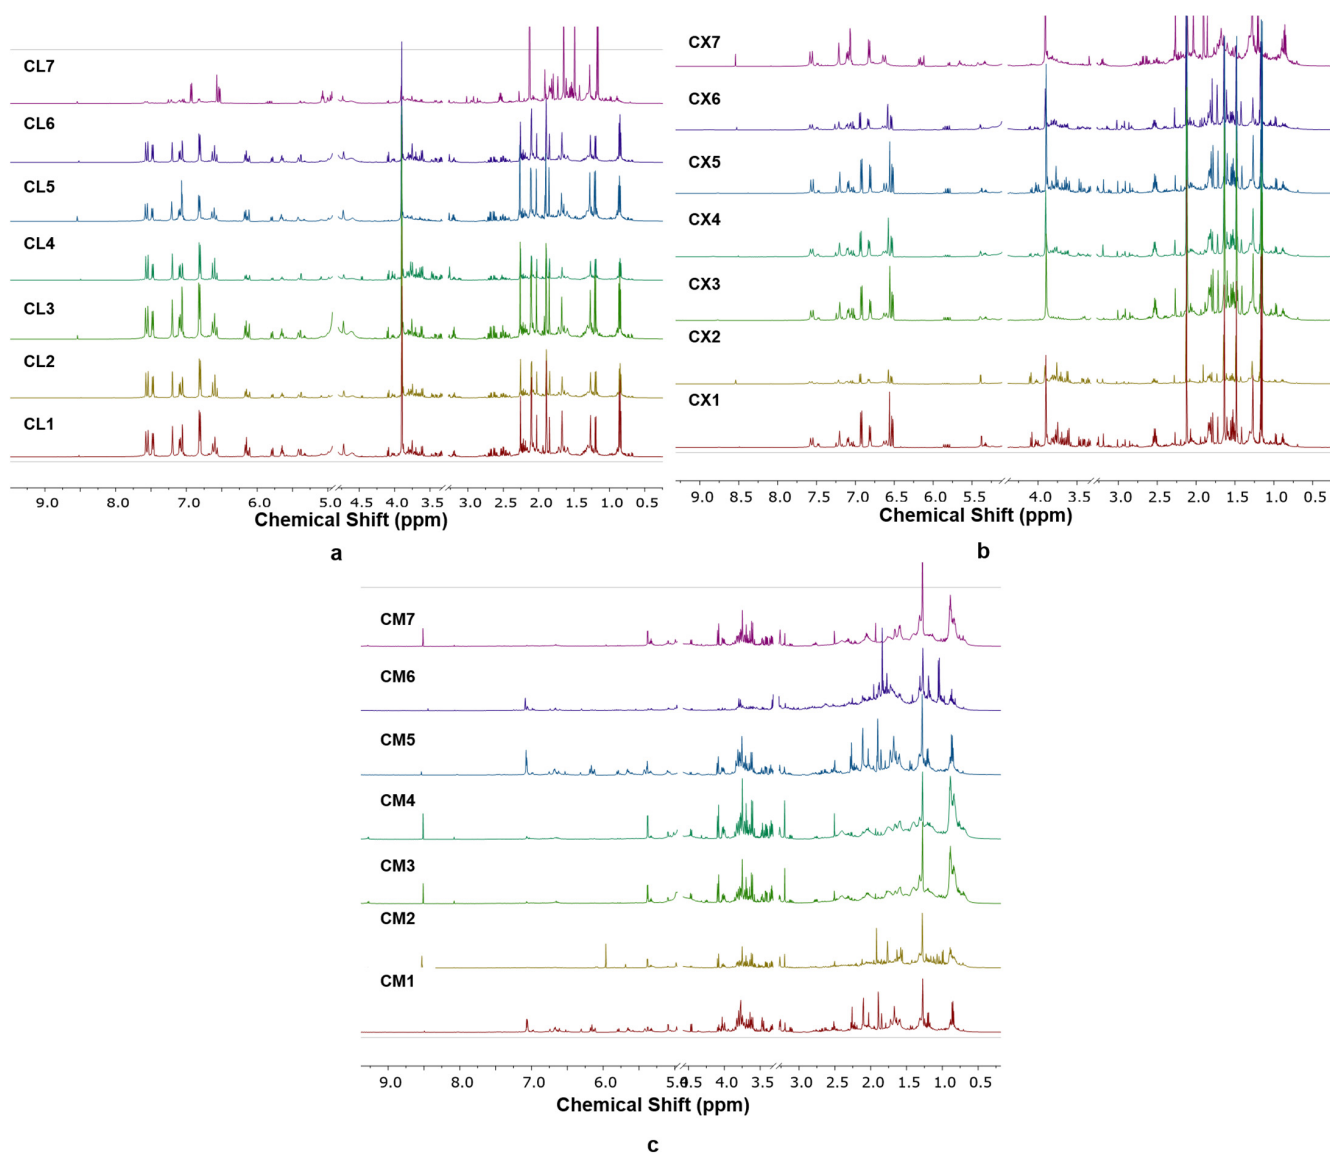 CL7
CL6
CL5
CL4
CL3
CL2
CL1
9.0 8.0 7.0 6.0 5.0 4.5 3.5 2.5 2.0 1.5 1.0 0.5
Chemical Shift (ppm)
a
CX7
CX6
CX5
CX4
CX3
CX2
CX1
9.0 8.5 8.0 7.5 7.0 6.5 6.0 5.5 4.0 3.5 3.0 2.5 2.0 1.5 1.0 0.5
Chemical Shift (ppm)
b
CM7
CM6
CM5
CM4
CM3
CM2
CM1
9.0 8.0 7.0 6.0 5.0 4.5 4.0 3.5 3.0 2.0 1.5 1.0 0.5
Chemical Shift (ppm)
c